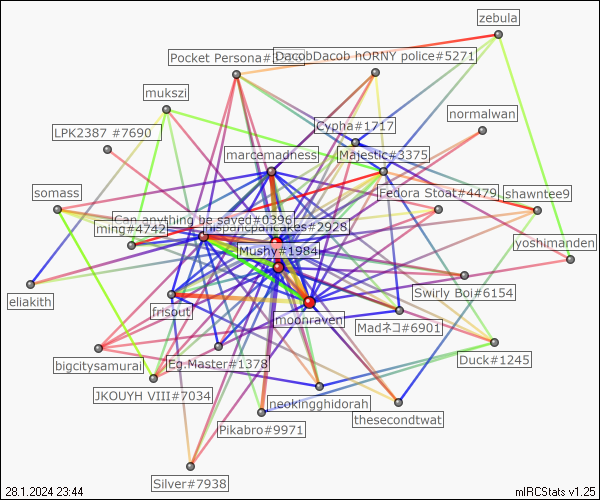 zebula
Pocket Persona#
DacobDacob hORNY police#5271
mukszi
normalwan
Cypha#1717
LPK2387 #7690
marcemadness
Majestic#3375
somass
Fedora Stoat#4479
shawntee9
Can anything be saved#0396
ming#4742
hispanicpancakes#2928
Mushy#1984
yoshimanden
eliakith
Swirly Boi#6154
frisout
moonraven
Madネコ#6901
bigcitysamurai
Eg.Master#1378
Duck#1245
JKOUYH VIII#7034
neokingghidorah
thesecondtwat
Pikabro#9971
Silver#7938
28.1.2024 23:44
mIRCStats v1.25